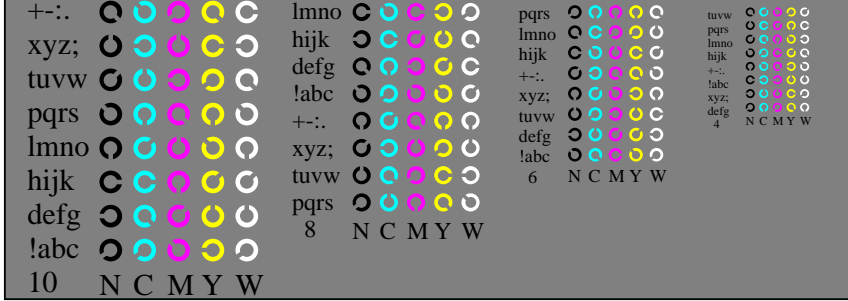 +-:.
xyz;
tuvw
pqrs
lmno
hijk
defg
!abc
10 N C M Y W
lmno
hijk
defg
!abc
+-:.
xyz;
tuvw
pqrs
8 N C M Y W
pqrs
lmno
hijk
+-:.
xyz;
tuvw
defg
!abc
6 N C M Y W
tuvw
pqrs
lmno
hijk
+-:.
!abc
xyz;
defg
4 N C M Y W